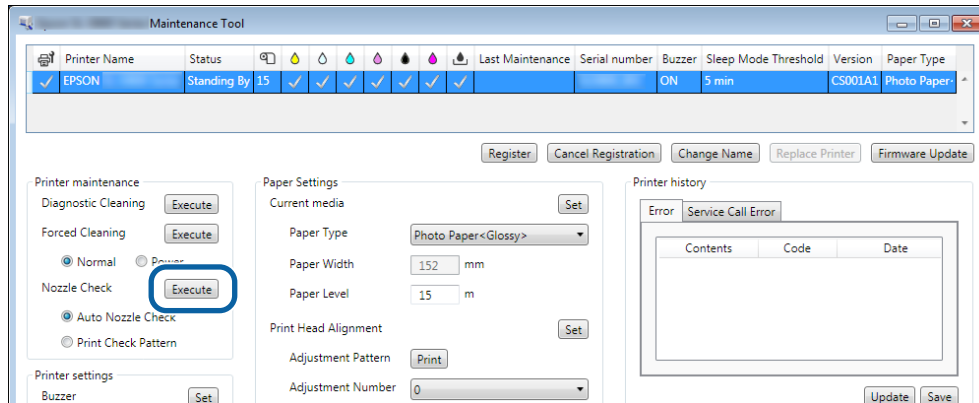 Maintenance Tool
Printer Name Status Last Maintenance Serial number Buzzer Sleep Mode Threshold Version Paper Type
EPSON Standing By 15 ON 5 min CS001A1 Photo Paper
Register Cancel Registration Change Name Replace Printer Firmware Update
Printer maintenance Paper Settings Printer history
Diagnostic Cleaning Execute Current media Set Error Service Call Error
Forced Cleaning Execute Paper Type Photo Paper<Glossy> Contents Code Date
Normal Power Paper Width 152 mm
Nozzle Check Execute Paper Level 15 m
Auto Nozzle Check
Print Check Pattern Print Head Alignment Set
Adjustment Pattern Print
Printer settings Adjustment Number 0
Buzzer Set Update Save